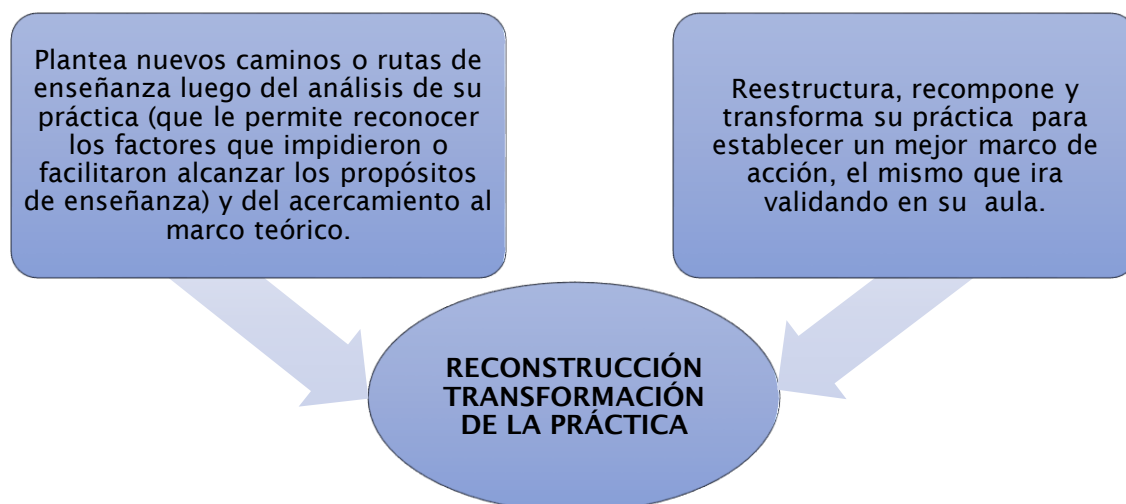 Plantea nuevos caminos o rutas de
enseñanza luego del análisis de su
práctica (que le permite reconocer
los factores que impidieron o
facilitaron alcanzar los propósitos
de enseñanza) y del acercamiento al
marco teórico.
Reestructura, recompone y
transforma su práctica para
establecer un mejor marco de
acción, el mismo que ira
validando en su aula.
RECONSTRUCCIÓN
TRANSFORMACIÓN
DE LA PRÁCTICA